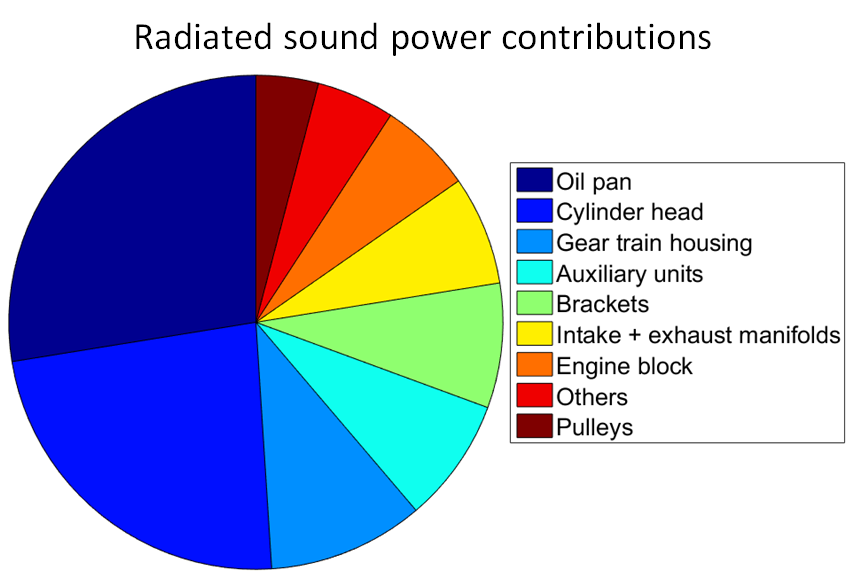 Radiated sound power contributions
Oil pan
Cylinder head
Gear train housing
Auxiliary units
Brackets
Intake + exhaust manifolds
Engine block
Others
Pulleys